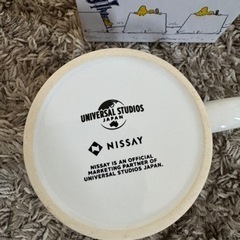 UNIVERSAL STUDIOS
JAPAN
NISSAY
NISSAY IS AN OFFICIAL
MARKETING PARTNER OF
UNIVERSAL STUDIOS JAPAN.